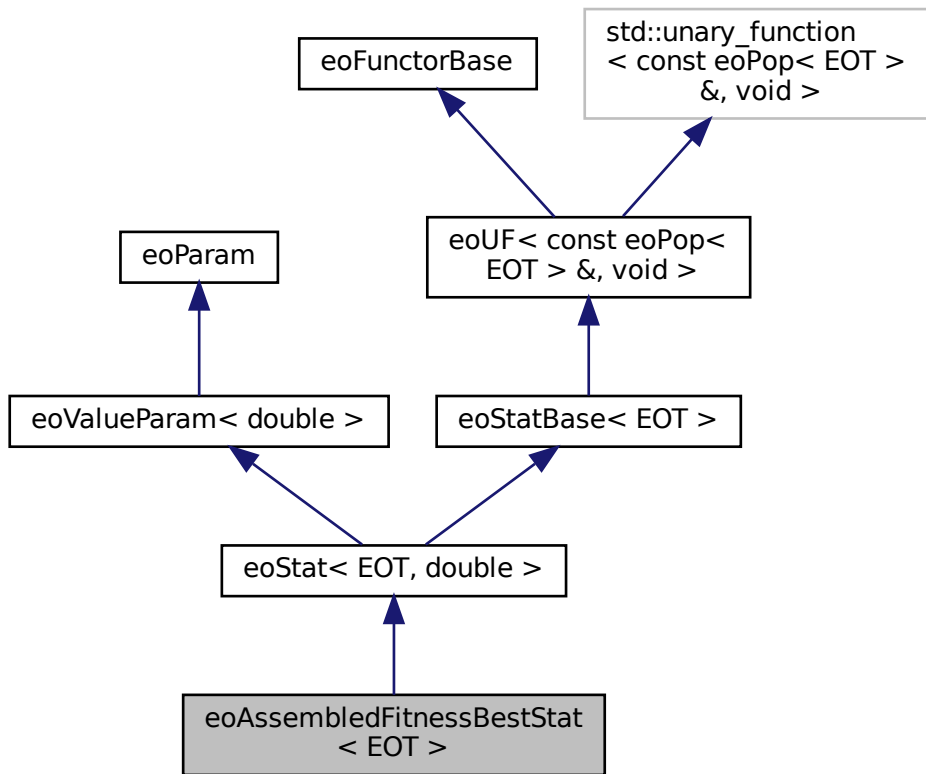 std::unary_function
< const eoPop< EOT >
&, void >
eoFunctorBase
eoUF< const eoPop<
EOT > &, void >
eoParam
eoValueParam< double >
eoStatBase< EOT >
eoStat< EOT, double >
eoAssembledFitnessBestStat
< EOT >